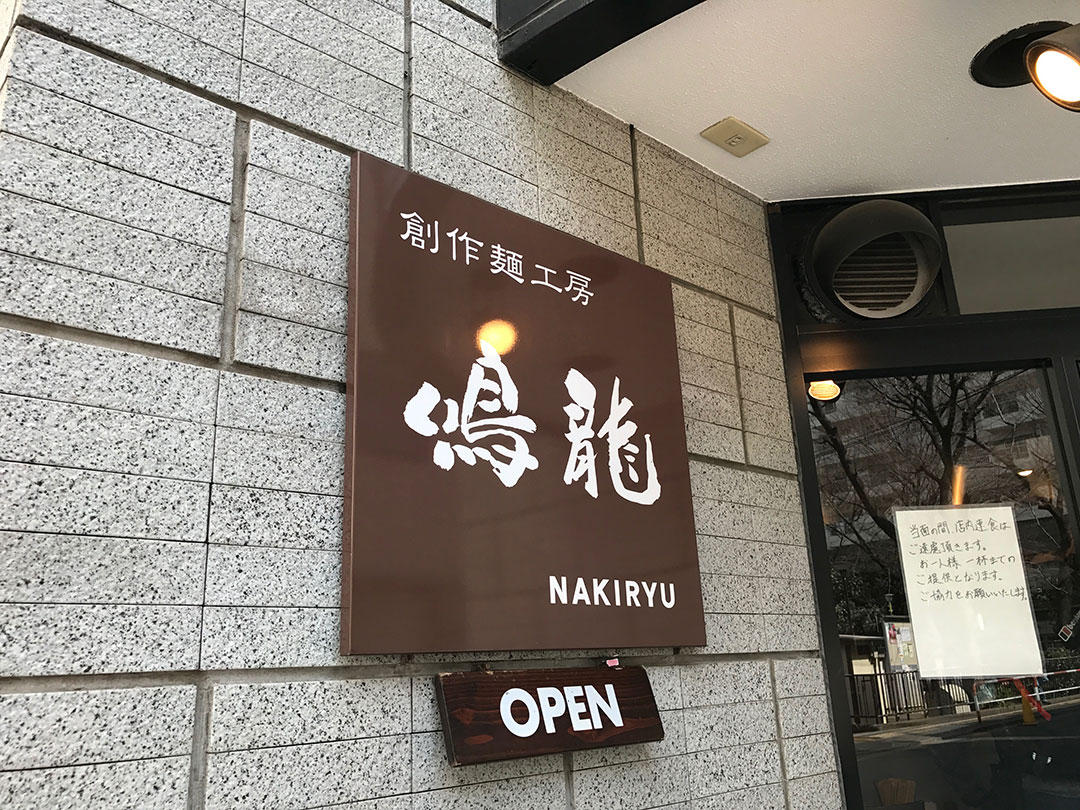 創作麺工房
鳴龍
NAKIRYU
OPEN
当面の間、店内連食は
ご遠慮頂きます。
お一人様 一杯までの
ご提供となります。
ご協力をお願いいたします。